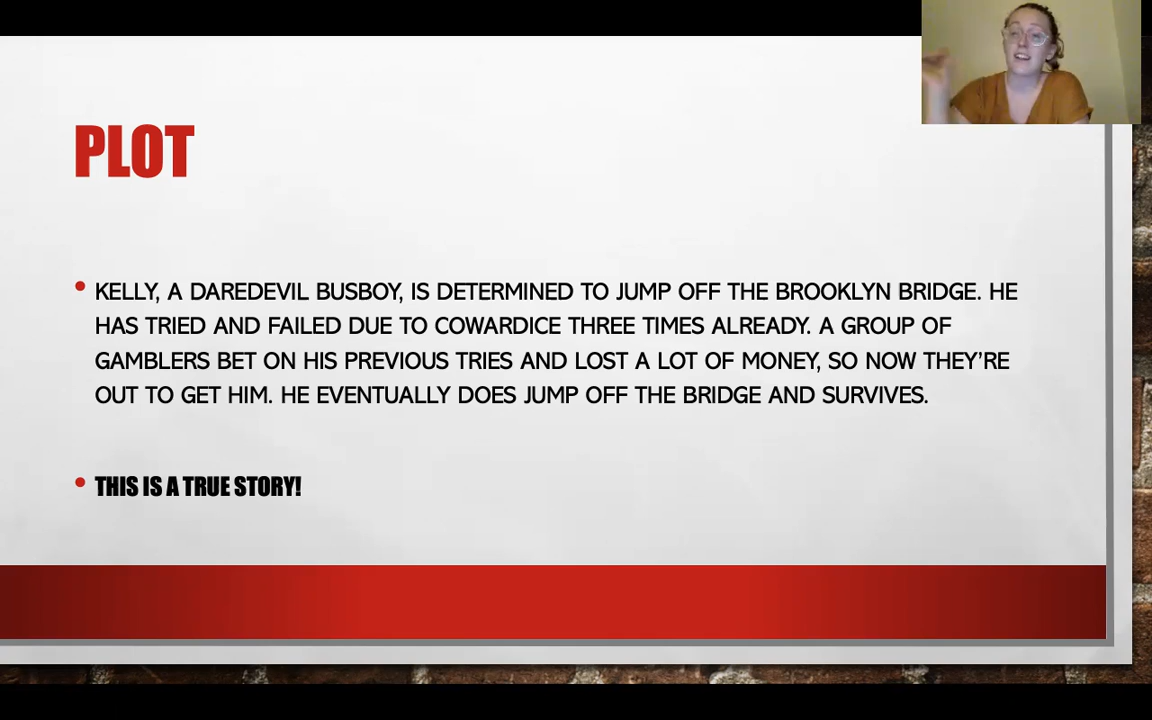 PLOT
• KELLY, A DAREDEVIL BUSBOY, IS DETERMINED TO JUMP OFF THE BROOKLYN BRIDGE. HE
HAS TRIED AND FAILED DUE TO COWARDICE THREE TIMES ALREADY. A GROUP OF
GAMBLERS BET ON HIS PREVIOUS TRIES AND LOST A LOT OF MONEY, SO NOW THEY’RE
OUT TO GET HIM. HE EVENTUALLY DOES JUMP OFF THE BRIDGE AND SURVIVES.
• THIS IS A TRUE STORY!